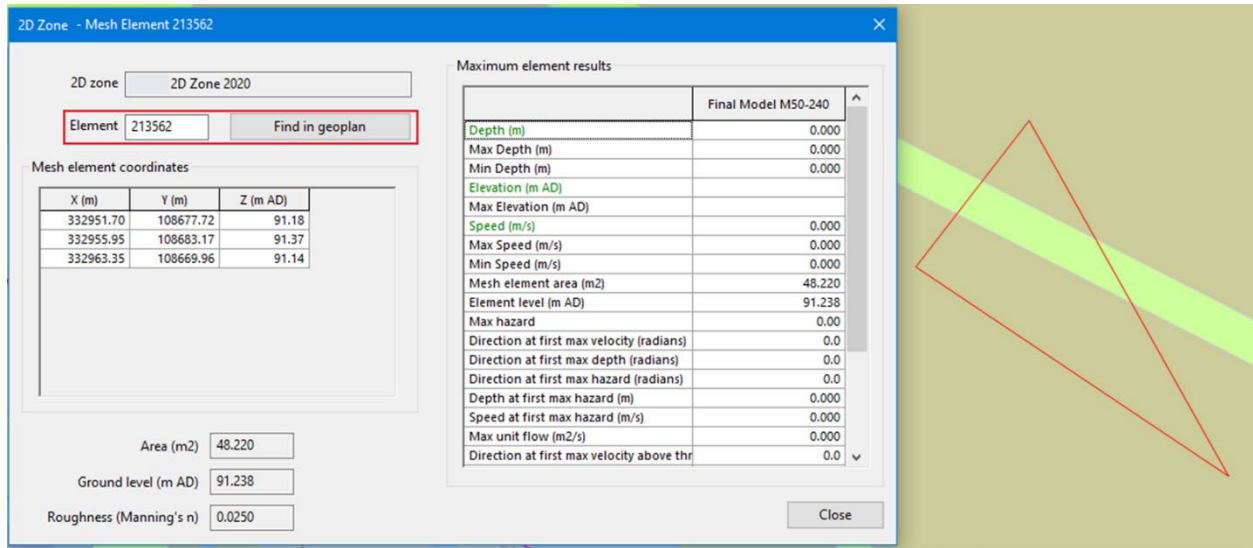 2D Zone - Mesh Element 213562
2D zone 2D Zone 2020
Element 213562 Find in geoplan
Mesh element coordinates
X (m) Y (m) Z (m AD)
332951.70 108677.72 91.18
332955.95 108683.17 91.37
332963.35 108669.96 91.14
Area (m2) 48.220
Ground level (m AD) 91.238
Roughness (Manning's n) 0.0250
Maximum element results
Final Model M50-240
Depth (m) 0.000
Max Depth (m) 0.000
Min Depth (m) 0.000
Elevation (m AD)
Max Elevation (m AD)
Speed (m/s) 0.000
Max Speed (m/s) 0.000
Min Speed (m/s) 0.000
Mesh element area (m2) 48.220
Element level (m AD) 91.238
Max hazard 0.00
Direction at first max velocity (radians) 0.0
Direction at first max depth (radians) 0.0
Direction at first max hazard (radians) 0.0
Depth at first max hazard (m) 0.000
Speed at first max hazard (m/s) 0.000
Max unit flow (m2/s) 0.000
Direction at first max velocity above thr 0.0
Close